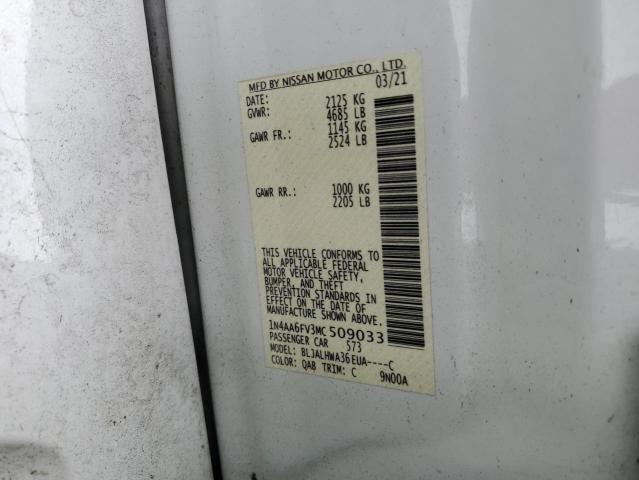 MFD BY NISSAN MOTOR CO., LTD.
DATE: 03/21
GVWR: 2125 KG
4685 LB
GAWR FR.: 1145 KG
2524 LB
GAWR RR.: 1000 KG
2205 LB
THIS VEHICLE CONFORMS TO
ALL APPLICABLE FEDERAL
MOTOR VEHICLE SAFETY,
BUMPER, AND THEFT
PREVENTION STANDARDS IN
EFFECT ON THE DATE OF
MANUFACTURE SHOWN ABOVE.
1N4AA6FV3MC509033
PASSENGER CAR 573
MODEL: BLJALHWA36EUA----C
COLOR: QAB TRIM: C 9N00A